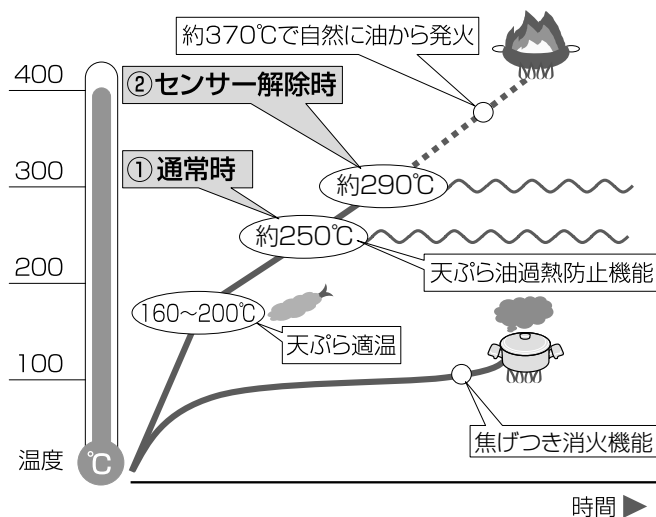 約370℃で自然に油から発火
400
②センサー解除時
300
約290℃
①通常時
約250℃
200
天ぷら油過熱防止機能
160〜200℃
天ぷら適温
100
焦げつき消火機能
温度
℃
時間 ▶